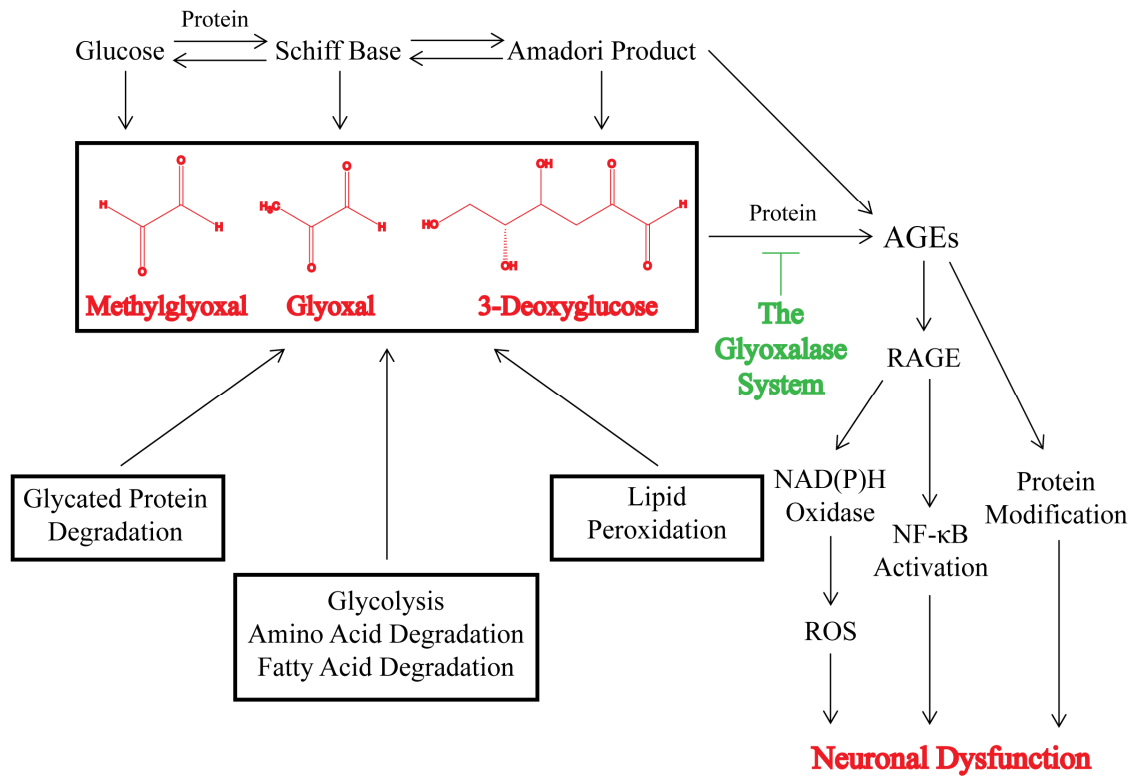 Protein
Glucose
Schiff Base
Amadori Product
O
H
H
O
O
H3C
H
O
OH
O
H
HO
OH
O
Methylglyoxal
Glyoxal
3-Deoxyglucose
Protein
AGEs
The
Glyoxalase
System
RAGE
Glycated Protein
Degradation
Lipid
Peroxidation
NAD(P)H
Oxidase
Protein
Modification
NF-κB
Activation
Glycolysis
Amino Acid Degradation
Fatty Acid Degradation
ROS
Neuronal Dysfunction